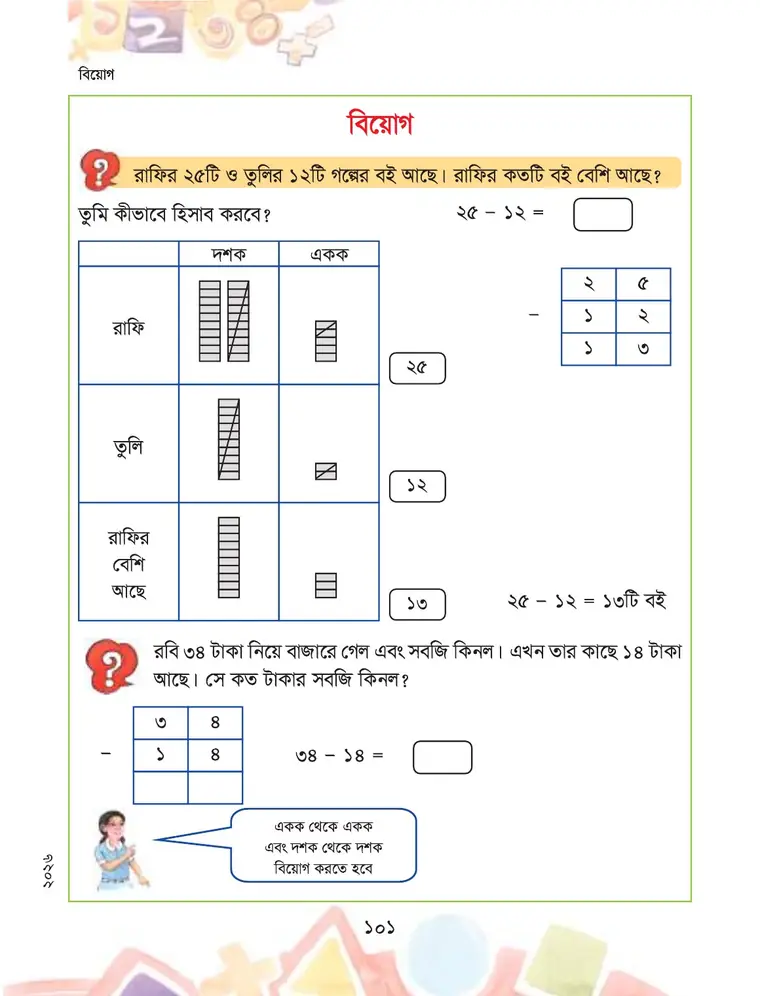 বিয়োগ
বিয়োগ
রাফির ২৫টি ও তুলির ১২টি গল্পের বই আছে। রাফির কতটি বই বেশি আছে?
তুমি কীভাবে হিসাব করবে?
২৫ – ১২ =
দশক একক
রাফি
২৫
তুলি
১২
রাফির
বেশি
আছে
১৩
২ ৫
– ১ ২
১ ৩
২৫ – ১২ = ১৩টি বই
রবি ৩৪ টাকা নিয়ে বাজারে গেল এবং সবজি কিনল। এখন তার কাছে ১৪ টাকা
আছে। সে কত টাকার সবজি কিনল?
৩ ৪
– ১ ৪
৩৪ – ১৪ =
একক থেকে একক
এবং দশক থেকে দশক
বিয়োগ করতে হবে
২০২৬
১০১